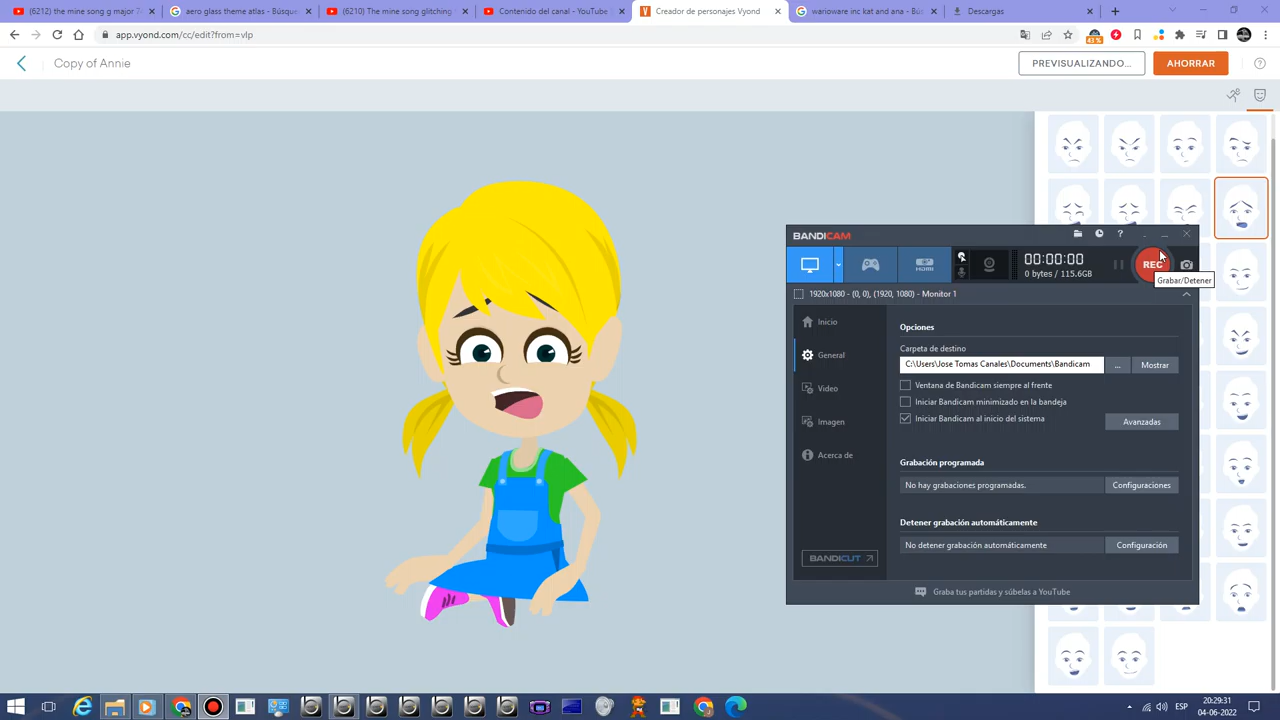 (6212) the mine song g major 74
aero glass theme atlas - Búsque
(6210) The mine song glitching
Contenido del canal - YouTube
Creador de personajes Vyond
warioware inc kat and ana - Bús
Descargas
app.vyond.com/cc/edit?from=vlp
43 %
Copy of Annie
PREVISUALIZANDO...
AHORRAR
BANDICAM
HDMI
00:00:00
0 bytes / 115.6GB
REC
Grabar/Detener
1920x1080 - (0, 0), (1920, 1080) - Monitor 1
Inicio
General
Video
Imagen
Acerca de
BANDICUT
Opciones
Carpeta de destino
C:\Users\Jose Tomas Canales\Documents\Bandicam
...
Mostrar
Ventana de Bandicam siempre al frente
Iniciar Bandicam minimizado en la bandeja
Iniciar Bandicam al inicio del sistema
Avanzadas
Grabación programada
No hay grabaciones programadas.
Configuraciones
Detener grabación automáticamente
No detener grabación automáticamente
Configuración
Graba tus partidas y súbelas a YouTube
ESP
20:29:31
04-06-2022